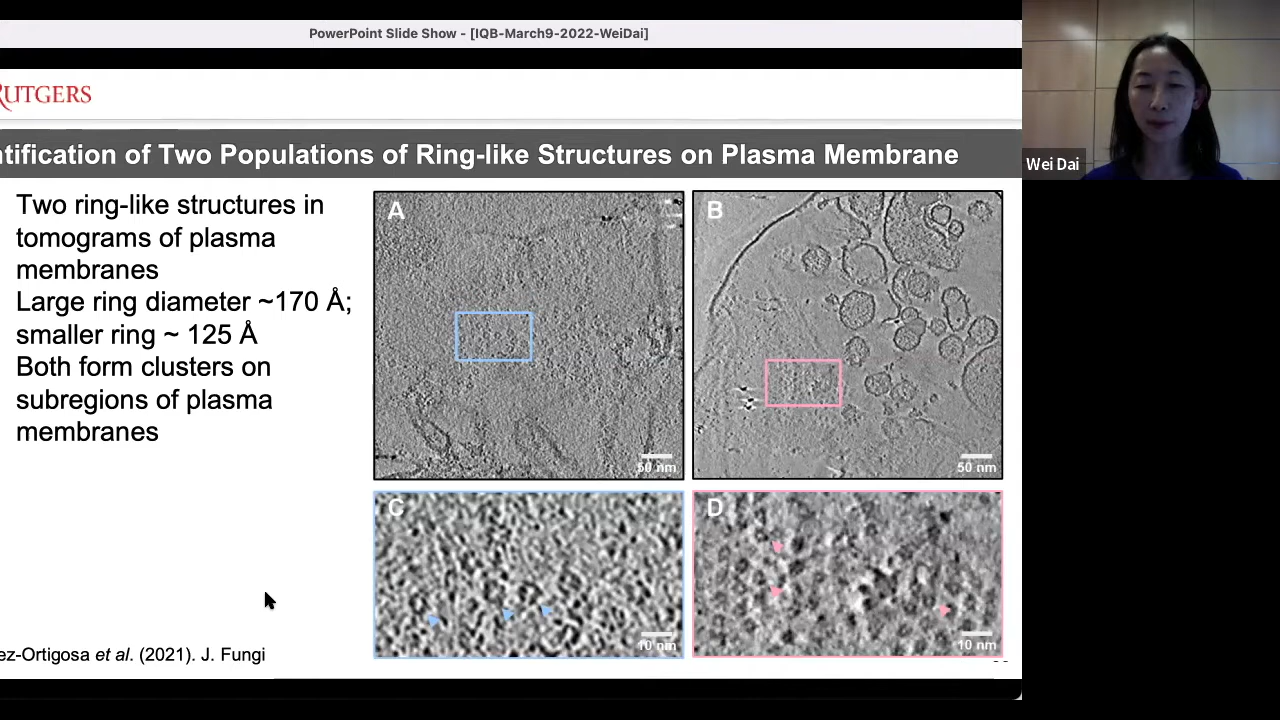 PowerPoint Slide Show - [IQB-March9-2022-WeiDai]
RUTGERS
ntification of Two Populations of Ring-like Structures on Plasma Membrane
Wei Dai
Two ring-like structures in
tomograms of plasma
membranes
Large ring diameter ~170 Å;
smaller ring ~ 125 Å
Both form clusters on
subregions of plasma
membranes
A
50 nm
B
50 nm
C
10 nm
D
10 nm
ez-Ortigosa et al. (2021). J. Fungi